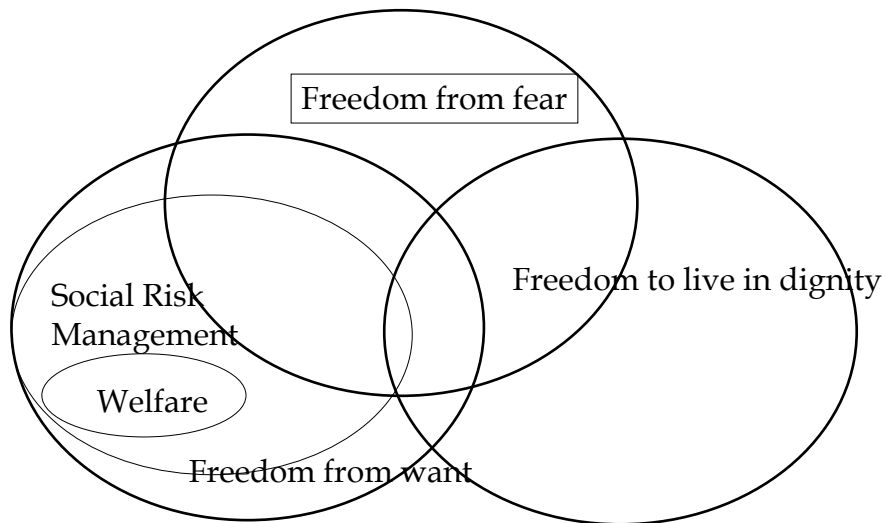 Freedom from fear
Freedom to live in dignity
Social Risk
Management
Welfare
Freedom from want